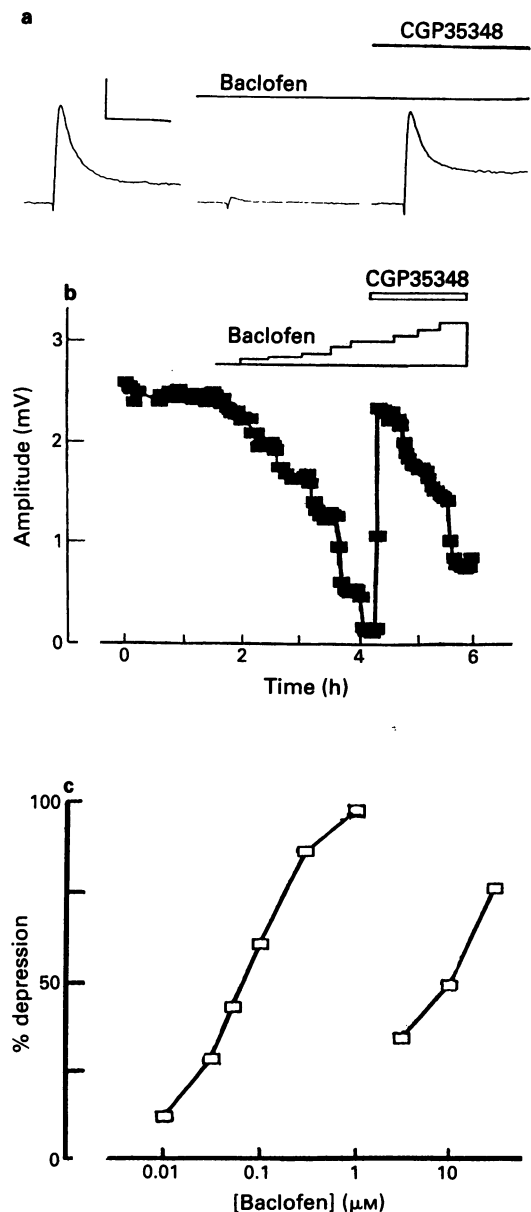 a
CGP35348
Baclofen
b
CGP35348
Baclofen
3
2
1
0
Amplitude (mV)
0
2
4
6
Time (h)
c
100
50
0
% depression
0.01
0.1
1
10
[Baclofen] (μM)